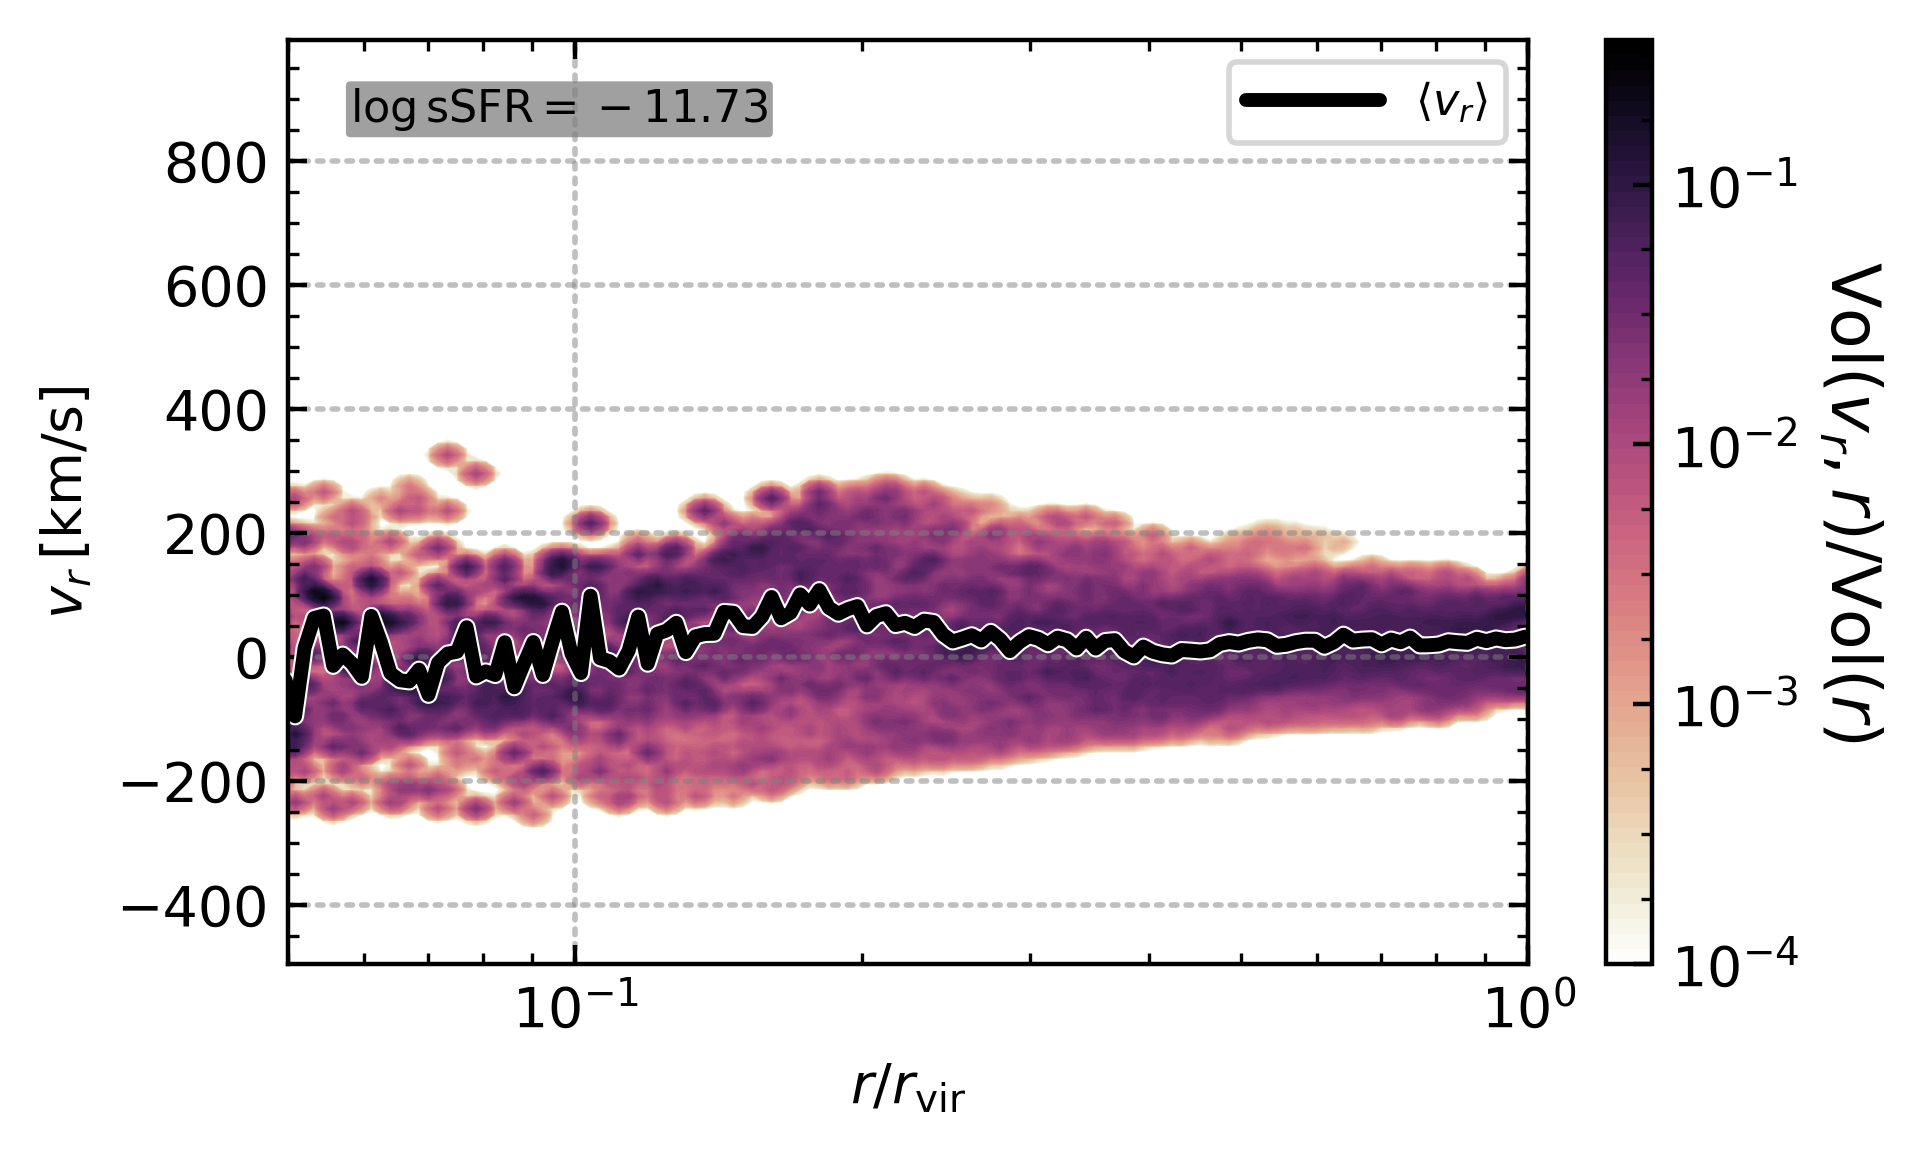 log sSFR = −11.73
⟨v_r⟩
800
600
400
200
0
−200
−400
v_r [km/s]
10^−1
10^0
r/r_vir
10^−1
10^−2
10^−3
10^−4
Vol(v_r, r)/Vol(r)